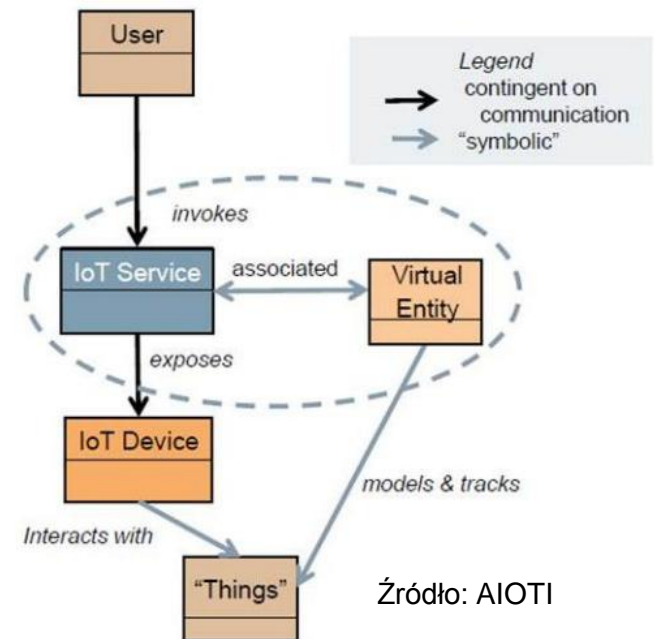 User
Legend
contingent on
communication
"symbolic"
invokes
IoT Service
associated
Virtual
Entity
exposes
IoT Device
models & tracks
Interacts with
"Things"
Źródło: AIOTI